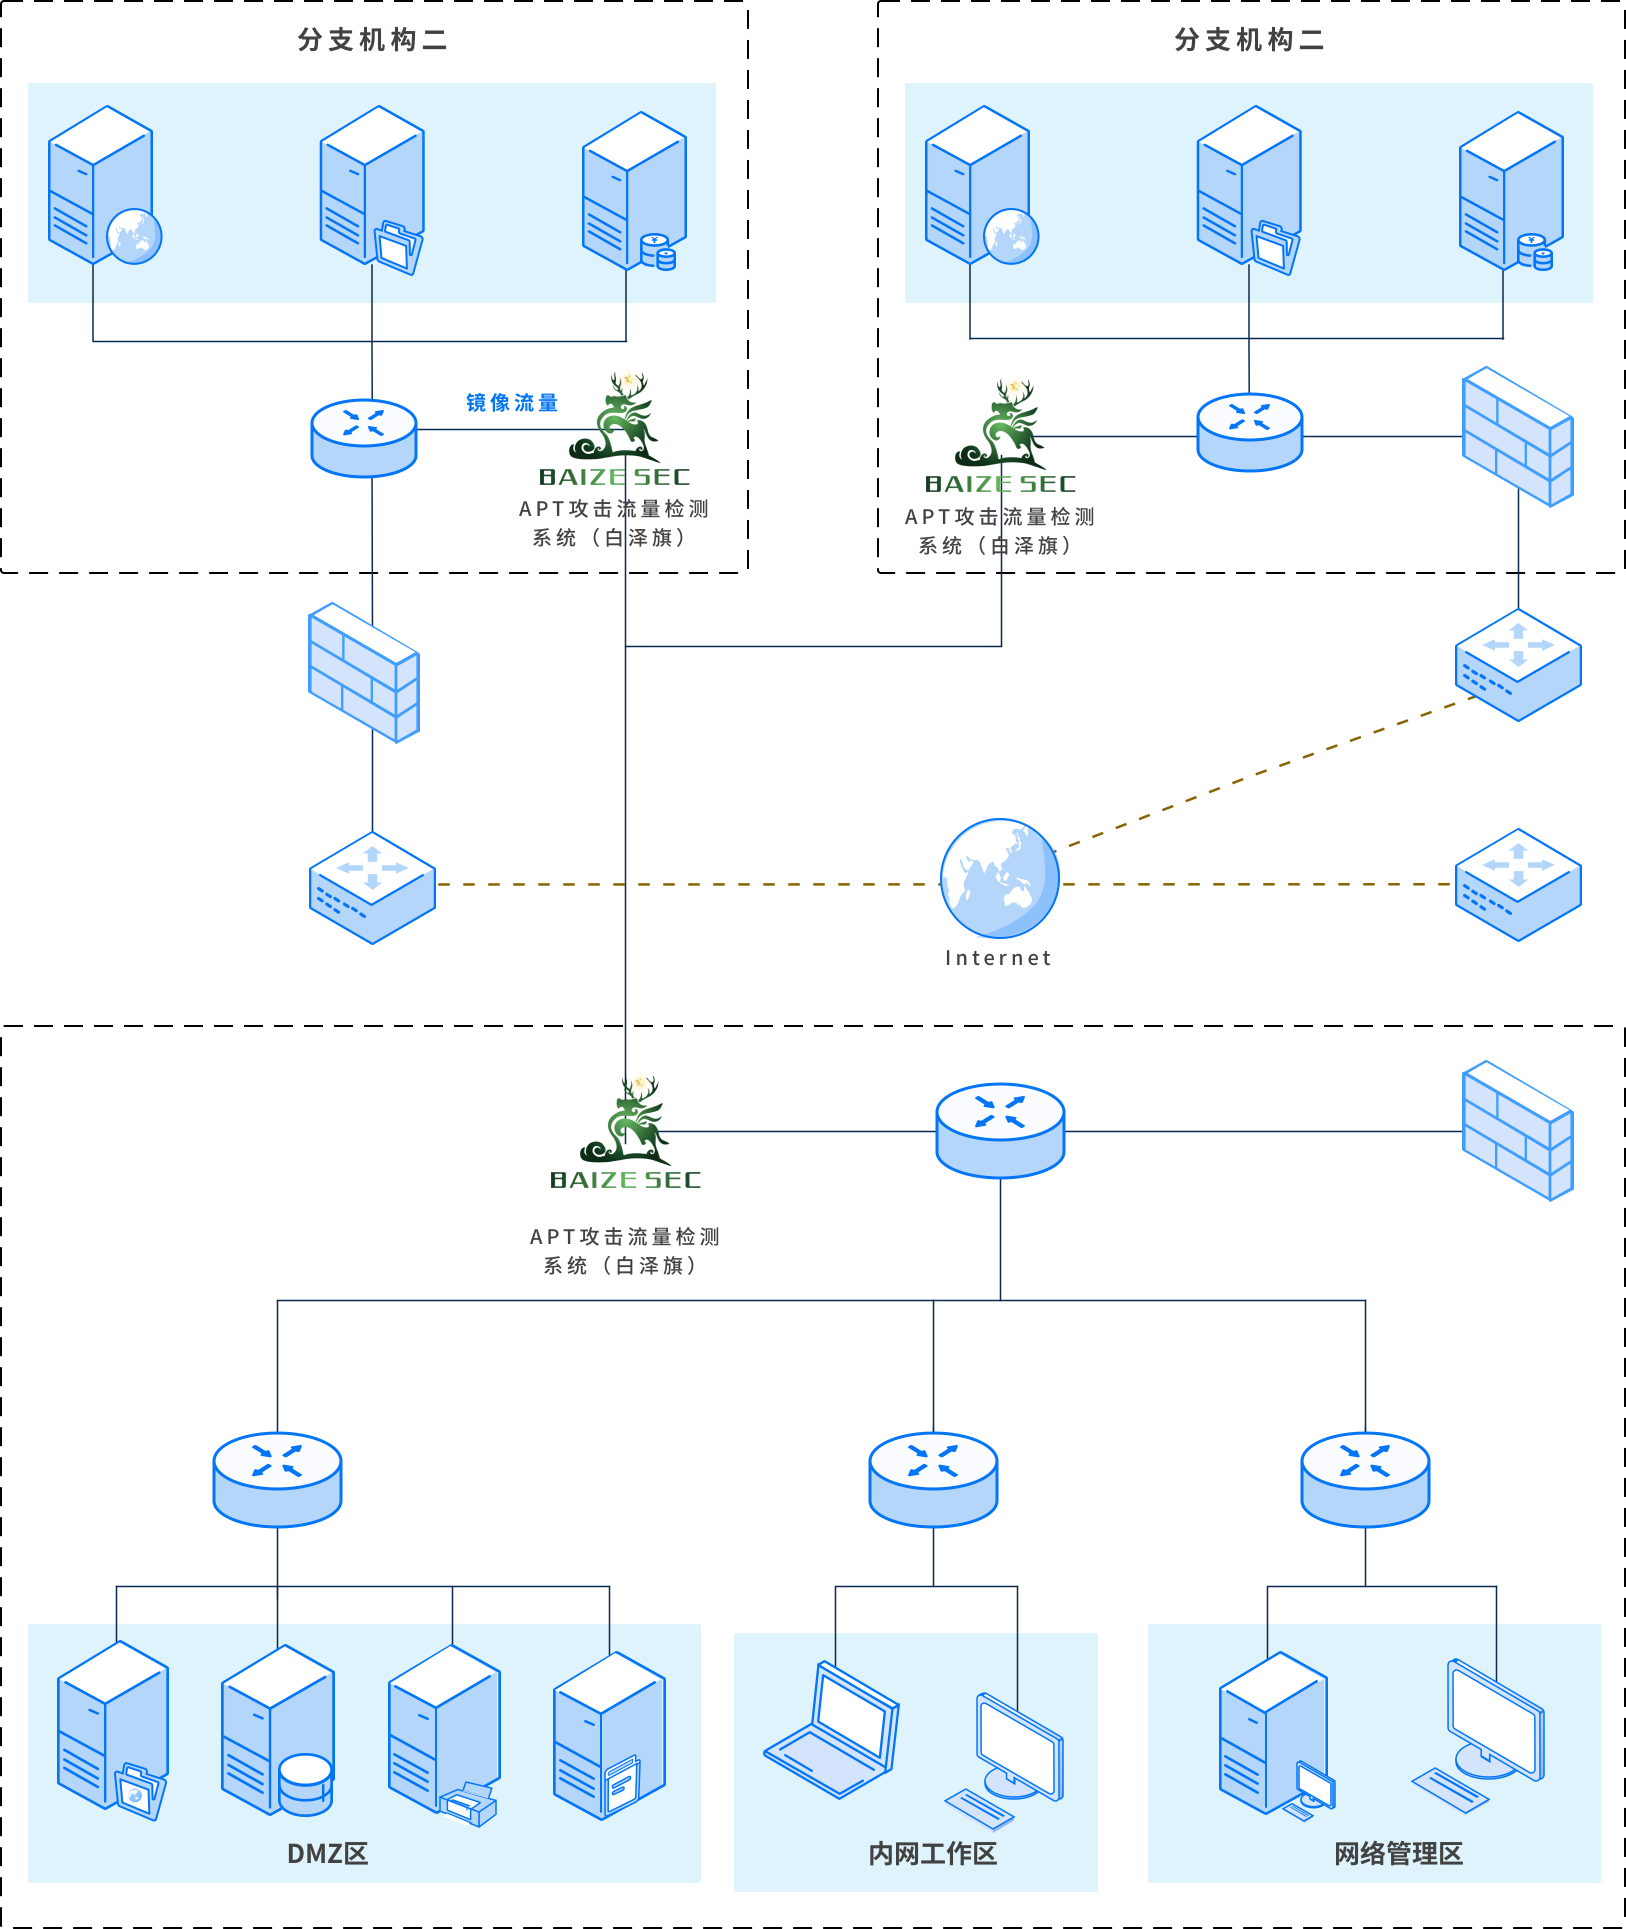 分支机构二
分支机构二
镜像流量
BAIZE SEC
APT攻击流量检测
系统（白泽旗）
BAIZE SEC
APT攻击流量检测
系统（白泽旗）
Internet
BAIZE SEC
APT攻击流量检测
系统（白泽旗）
DMZ区
内网工作区
网络管理区